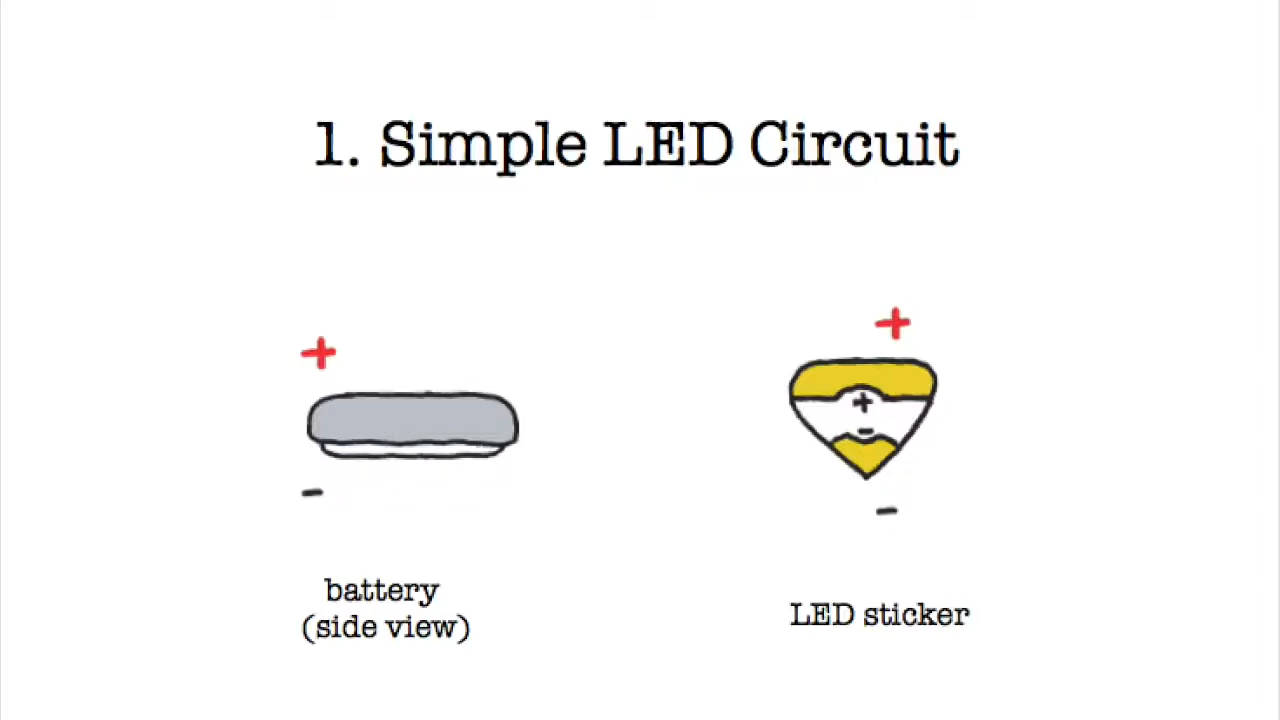 1. Simple LED Circuit
+
+
+
-
-
-
battery
(side view)
LED sticker